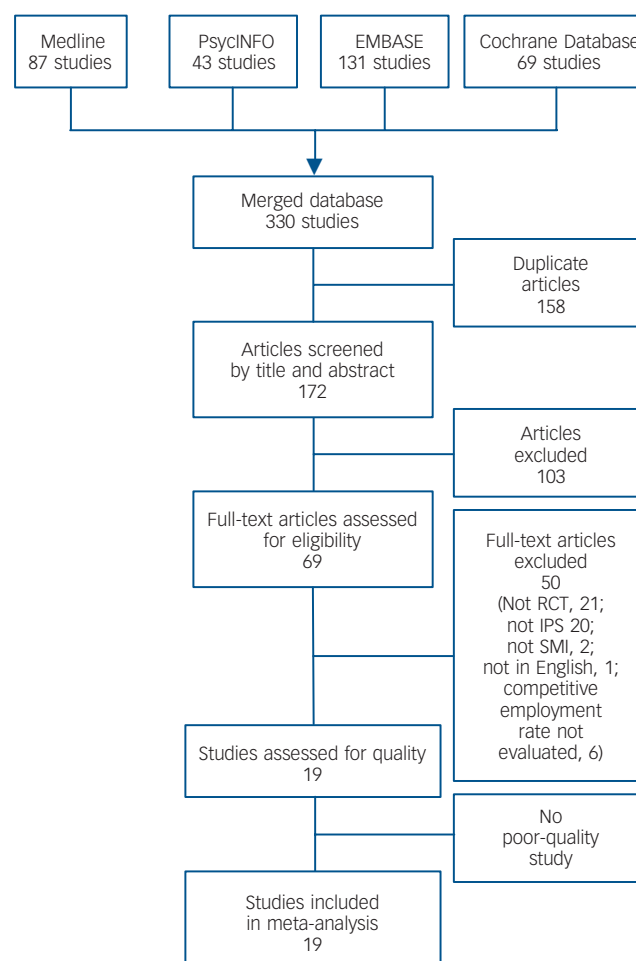 Medline
87 studies
PsycINFO
43 studies
EMBASE
131 studies
Cochrane Database
69 studies
Merged database
330 studies
Duplicate
articles
158
Articles screened
by title and abstract
172
Articles
excluded
103
Full-text articles assessed
for eligibility
69
Full-text articles
excluded
50
(Not RCT, 21;
not IPS 20;
not SMI, 2;
not in English, 1;
competitive
employment
rate not
evaluated, 6)
Studies assessed for quality
19
No
poor-quality
study
Studies included
in meta-analysis
19